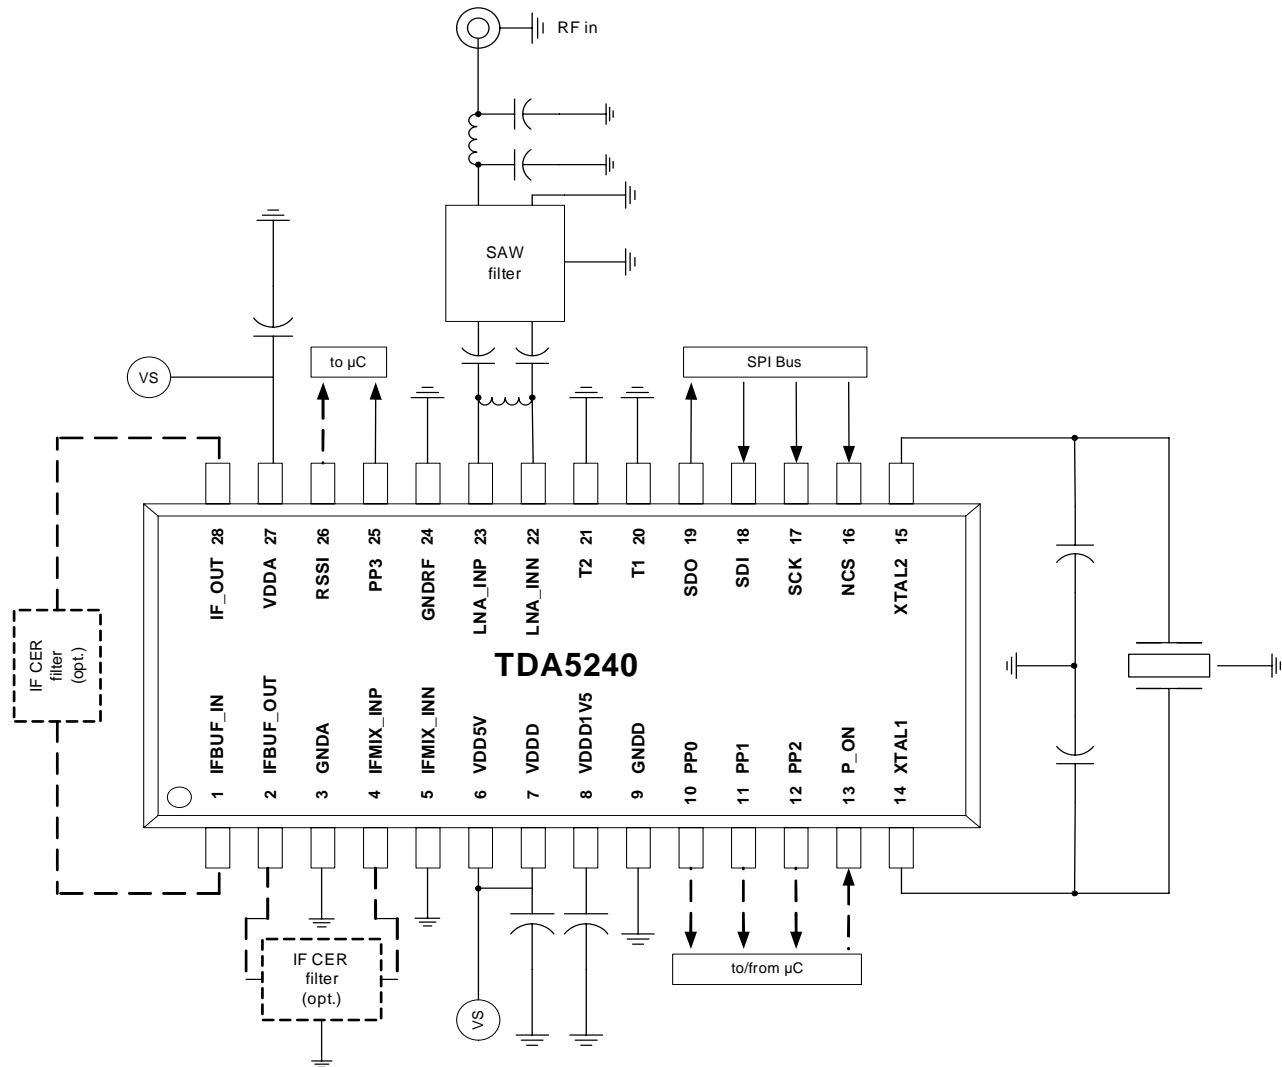 RF in
SAW
filter
VS
to µC
SPI Bus
28
27
26
25
24
23
22
21
20
19
18
17
16
15
IF_OUT
VDDA
RSSI
PP3
GNDRF
LNA_INP
LNA_INN
T2
T1
SDO
SDI
SCK
NCS
XTAL2
IF CER
filter
(opt.)
TDA5240
IFBUF_IN
IFBUF_OUT
GNDA
IFMIX_INP
IFMIX_INN
VDD5V
VDDD
VDDD1V5
GNDD
PP0
PP1
PP2
P_ON
XTAL1
1
2
3
4
5
6
7
8
9
10
11
12
13
14
IF CER
filter
(opt.)
to/from µC
VS